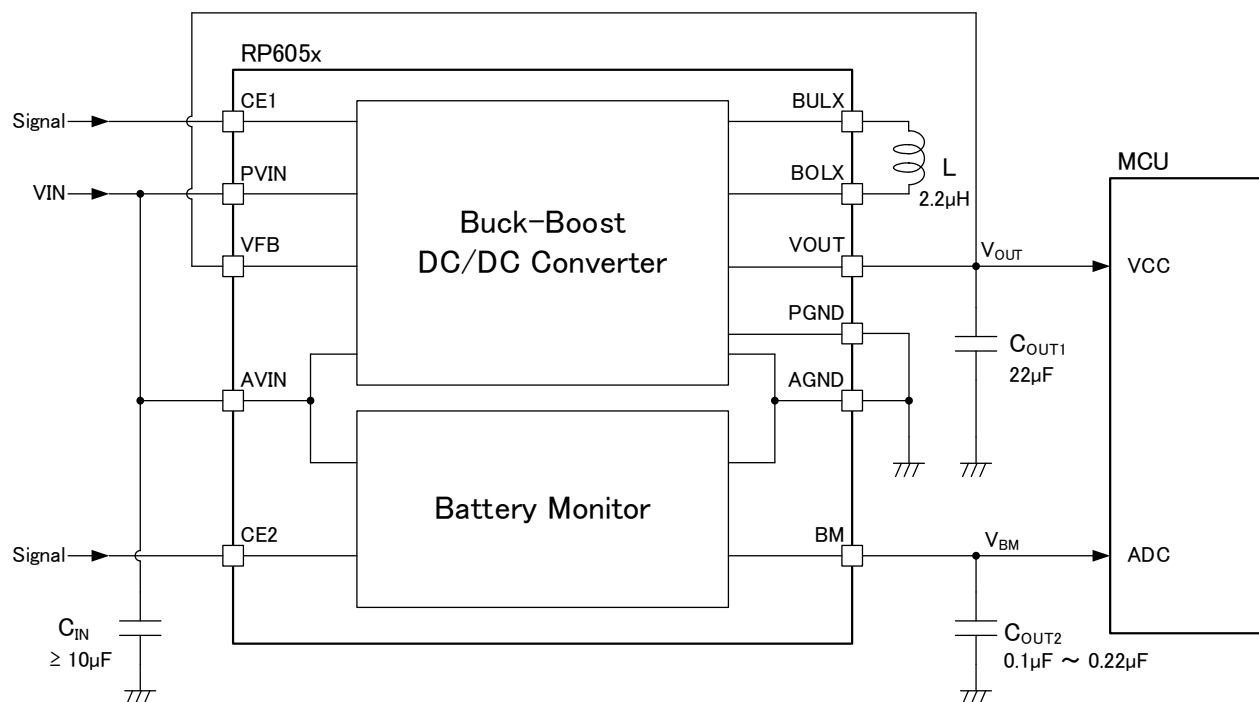 RP605x
CE1
BULX
Signal
MCU
PVIN
BOLX
L
VIN
2.2µH
Buck-Boost
DC/DC Converter
VFB
VOUT
VOUT
VCC
PGND
COUT1
22µF
AVIN
AGND
Battery Monitor
CE2
BM
VBM
Signal
ADC
CIN
≥ 10µF
COUT2
0.1µF ～ 0.22µF